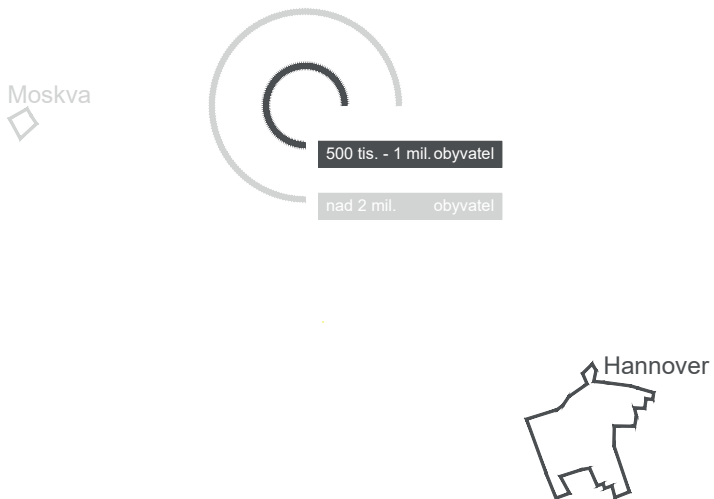 Moskva
500 tis. - 1 mil. obyvatel
nad 2 mil. obyvatel
Hannover